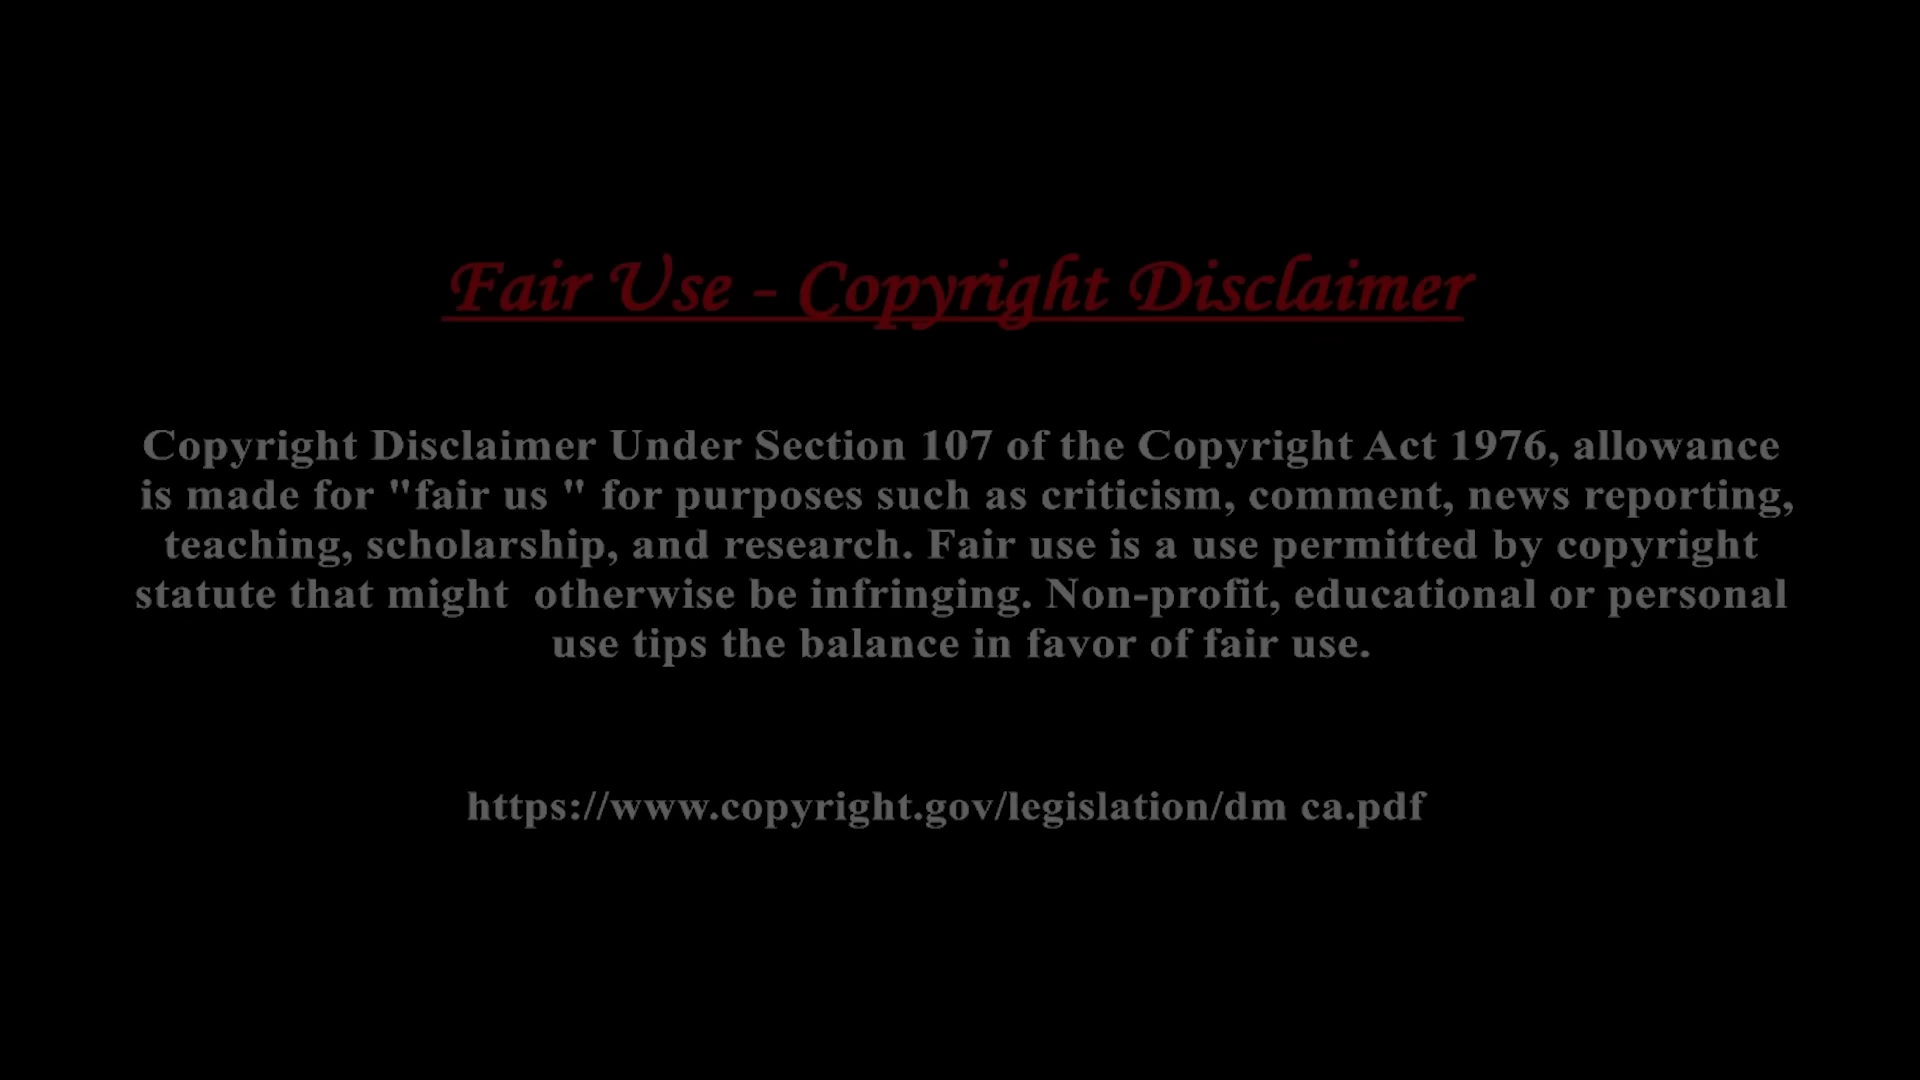 Fair Use - Copyright Disclaimer
Copyright Disclaimer Under Section 107 of the Copyright Act 1976, allowance
is made for "fair us " for purposes such as criticism, comment, news reporting,
teaching, scholarship, and research. Fair use is a use permitted by copyright
statute that might  otherwise be infringing. Non-profit, educational or personal
use tips the balance in favor of fair use.
https://www.copyright.gov/legislation/dm ca.pdf